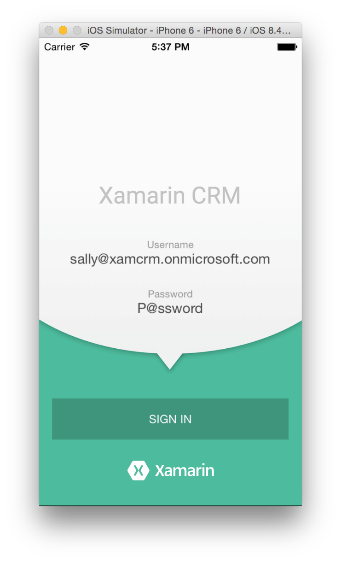 iOS Simulator - iPhone 6 - iPhone 6 / iOS 8.4...
Carrier 5:37 PM
Xamarin CRM
Username
sally@xamcrm.onmicrosoft.com
Password
P@ssword
SIGN IN
Xamarin